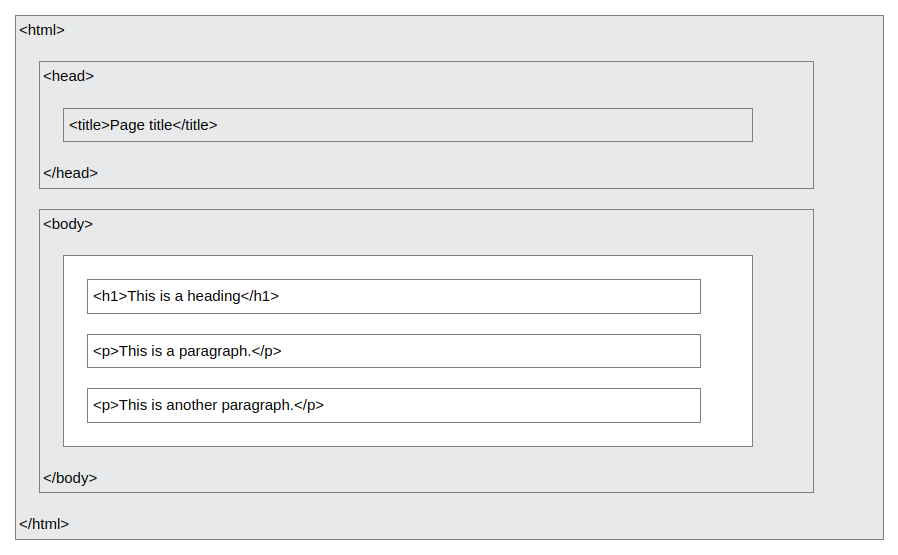 <html>
<head>
<title>Page title</title>
</head>
<body>
<h1>This is a heading</h1>
<p>This is a paragraph.</p>
<p>This is another paragraph.</p>
</body>
</html>